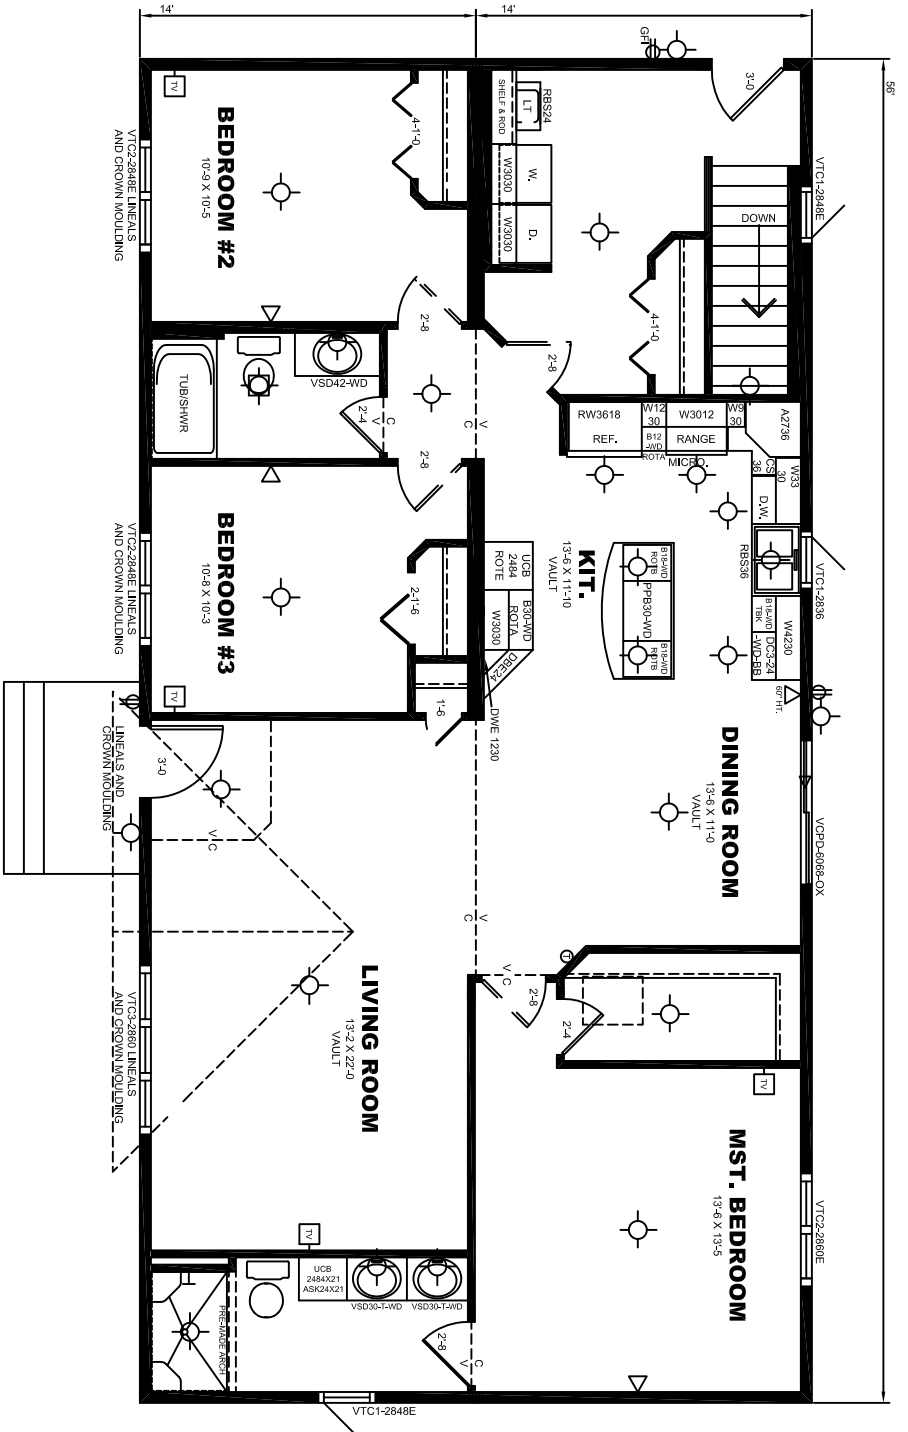 14'
14'
56'
GFI
3'-0
TV
BEDROOM #2
10'-9 X 10'-5
VTC2-2848E LINEALS
AND CROWN MOULDING
4-1'-0
SHELF & ROD
LT
RBS24
W.
W3030
D.
W3030
DOWN
VTC1-2848E
4-1'-0
2'-8
2'-8
VSD42-WD
TUB/SHWR
2'-4
C
V
V
C
2'-8
RW3618
REF.
W12
30
B12
-WD
ROTA
W3012
RANGE
MICRO.
W9
30
A2736
W33
30
CS
36
D.W.
RBS36
VTC1-2836
BEDROOM #3
10'-8 X 10'-3
VTC2-2848E LINEALS
AND CROWN MOULDING
2-1'-6
TV
1'-6
UCB
2484
ROTE
B30-WD
ROTA
W3030
DBE24
DWE 1230
KIT.
13'-6 X 11'-10
VAULT
B18-WD
ROTB
PPB30-WD
B18-WD
ROTB
B18-WD
TBK
W4230
DC3-24
-WD-BB
60" HT.
DINING ROOM
13'-6 X 11'-0
VAULT
VCPD-6068-OX
3'-0
LINEALS AND
CROWN MOULDING
V
C
V
C
V
C
2'-8
T
2'-4
LIVING ROOM
13'-2 X 22'-0
VAULT
VTC3-2860 LINEALS
AND CROWN MOULDING
TV
MST. BEDROOM
13'-6 X 13'-5
VTC2-2860E
TV
UCB
2484X21
ASK24X21
VSD30-T-WD
VSD30-T-WD
PRE-MADE ARCH
2'-8
C
V
VTC1-2848E